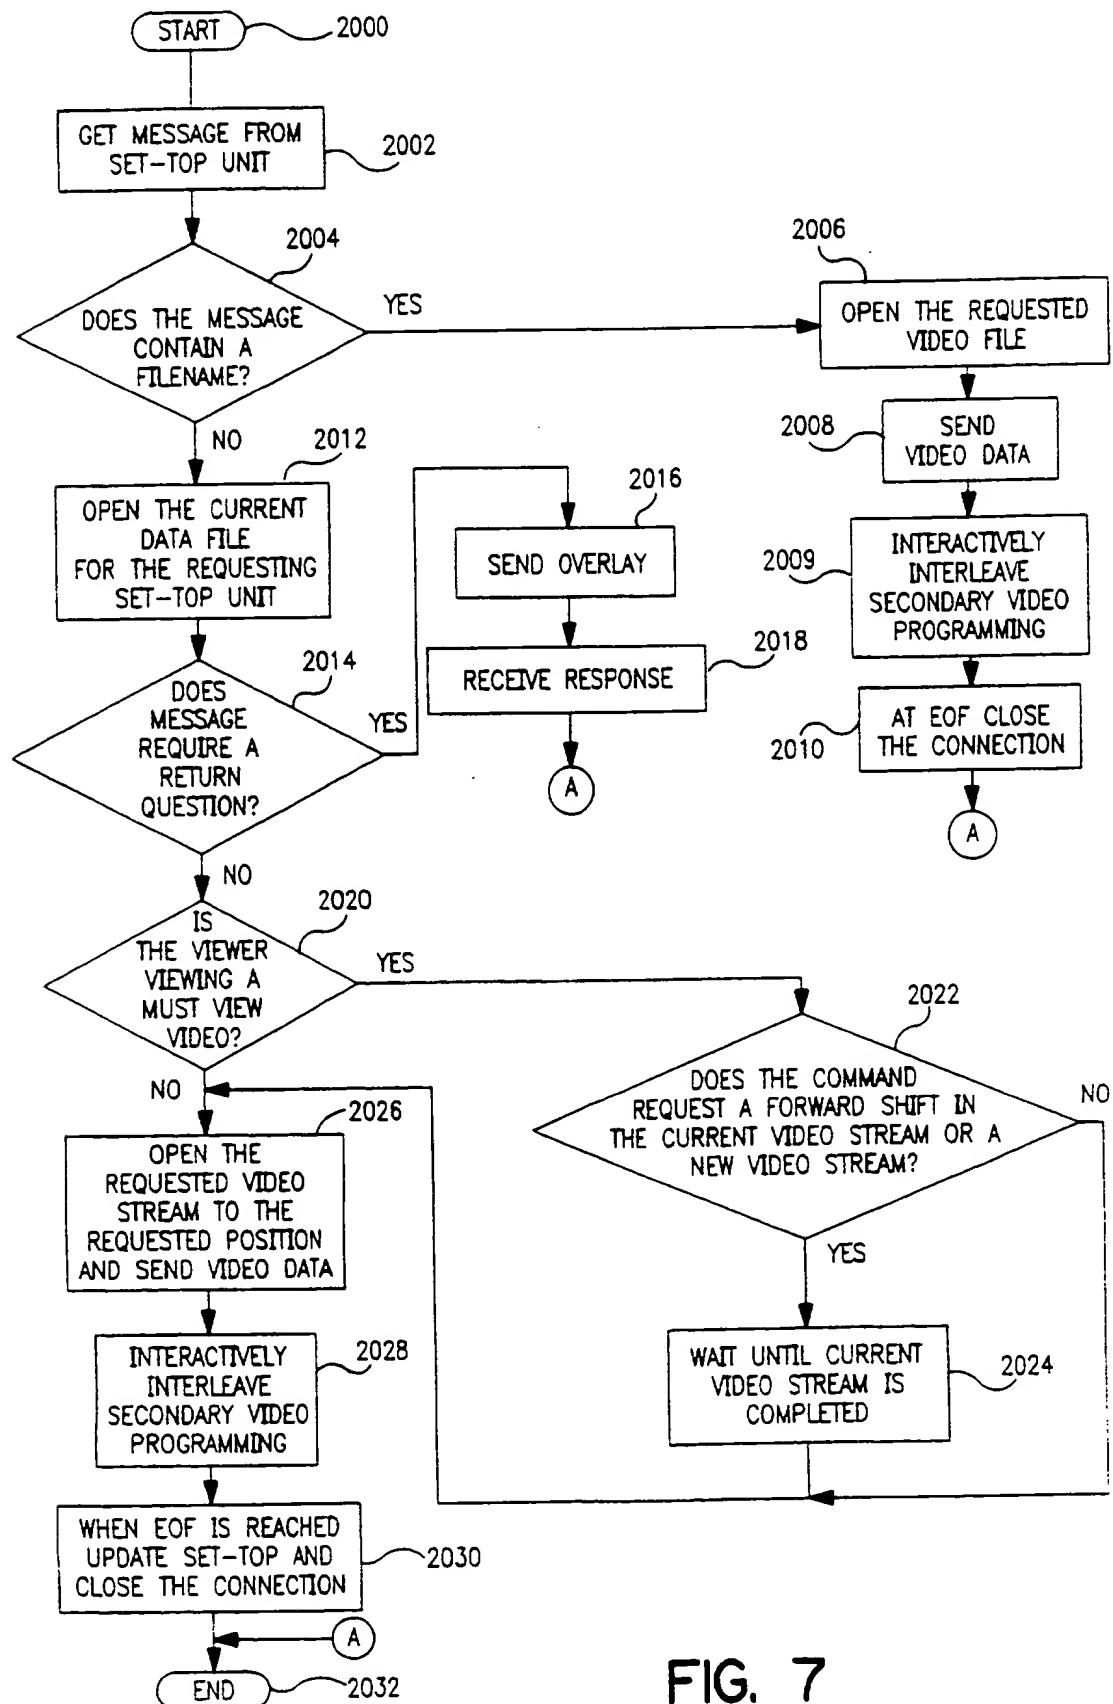 START
2000
GET MESSAGE FROM
SET-TOP UNIT
2002
2004
DOES THE MESSAGE
CONTAIN A
FILENAME?
YES
NO
2006
OPEN THE REQUESTED
VIDEO FILE
2008
SEND
VIDEO DATA
2009
INTERACTIVELY
INTERLEAVE
SECONDARY VIDEO
PROGRAMMING
2010
AT EOF CLOSE
THE CONNECTION
A
2012
OPEN THE CURRENT
DATA FILE
FOR THE REQUESTING
SET-TOP UNIT
2014
DOES
MESSAGE
REQUIRE A
RETURN
QUESTION?
YES
NO
2016
SEND OVERLAY
2018
RECEIVE RESPONSE
A
2020
IS
THE VIEWER
VIEWING A
MUST VIEW
VIDEO?
YES
NO
2022
DOES THE COMMAND
REQUEST A FORWARD SHIFT IN
THE CURRENT VIDEO STREAM OR A
NEW VIDEO STREAM?
NO
YES
WAIT UNTIL CURRENT
VIDEO STREAM IS
COMPLETED
2024
2026
OPEN THE
REQUESTED VIDEO
STREAM TO THE
REQUESTED POSITION
AND SEND VIDEO DATA
INTERACTIVELY
INTERLEAVE
SECONDARY VIDEO
PROGRAMMING
2028
WHEN EOF IS REACHED
UPDATE SET-TOP AND
CLOSE THE CONNECTION
2030
A
END
2032
FIG. 7